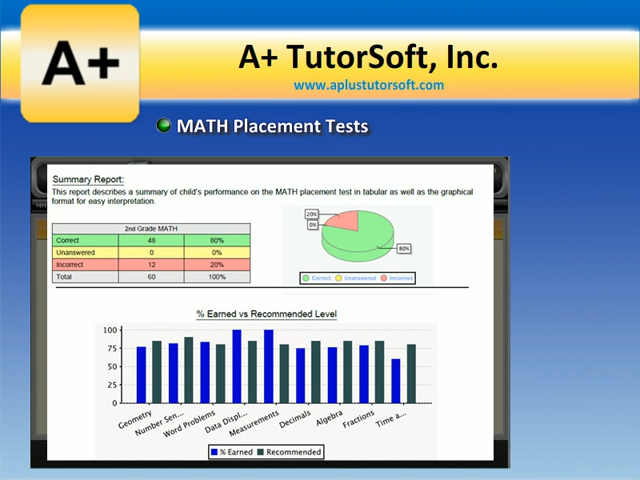 A+
A+ TutorSoft, Inc.
www.aplustutorsoft.com
MATH Placement Tests
Summary Report:
This report describes a summary of child's performance on the MATH placement test in tabular as well as the graphical
format for easy interpretation.
2nd Grade MATH
Correct 48 80%
Unanswered 0 0%
Incorrect 12 20%
Total 60 100%
20%
0%
80%
Correct Unanswered Incorrect
% Earned vs Recommended Level
100
75
50
25
0
Geometry
Number Sen...
Word Problems
Data Displ...
Measurements
Decimals
Algebra
Fractions
Time a...
% Earned Recommended